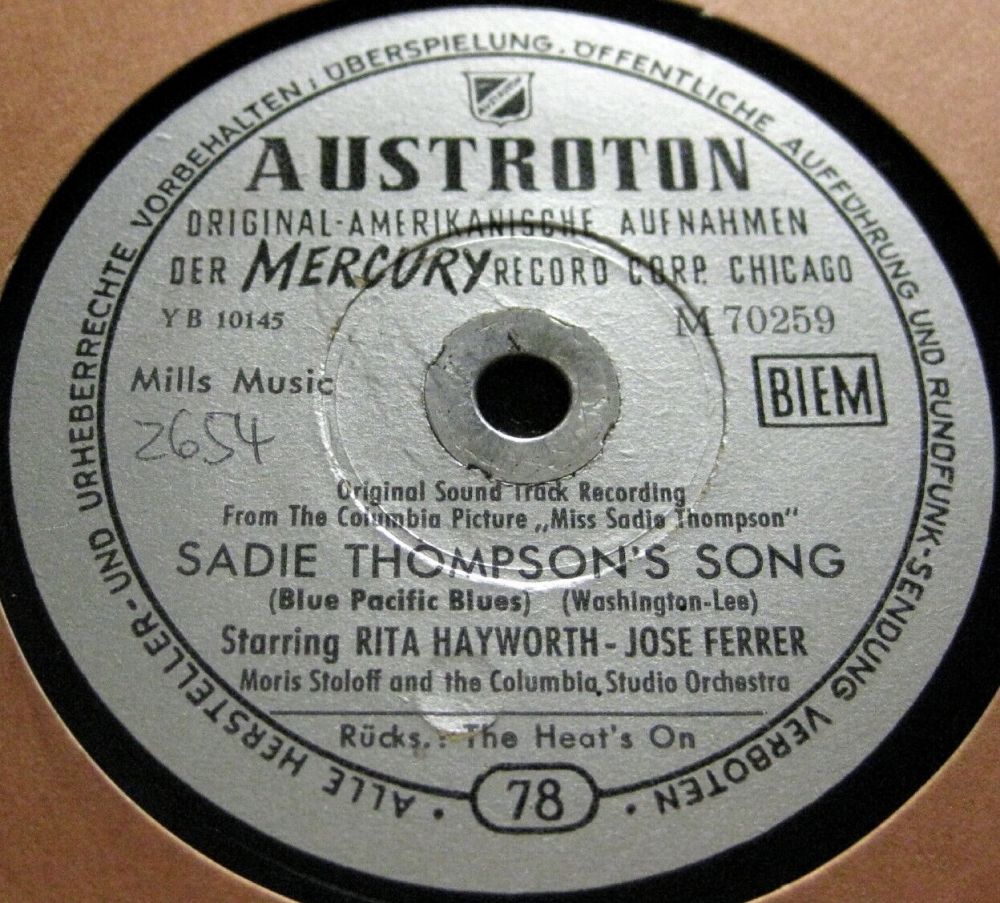 ALLE HERSTELLER- UND URHEBERRECHTE VORBEHALTEN; ÜBERSPIELUNG. ÖFFENTLICHE AUFFÜHRUNG UND RUNDFUNK-SENDUNG VERBOTEN
AUSTROTON
AUSTROTON
ORIGINAL-AMERIKANISCHE AUFNAHMEN
DER MERCURY RECORD CORP. CHICAGO
YB 10145
M 70259
Mills Music
BIEM
2654
Original Sound Track Recording
From The Columbia Picture „Miss Sadie Thompson"
SADIE THOMPSON'S SONG
(Blue Pacific Blues) (Washington-Lee)
Starring RITA HAYWORTH - JOSE FERRER
Moris Stoloff and the Columbia Studio Orchestra
Rücks.: The Heat's On
78